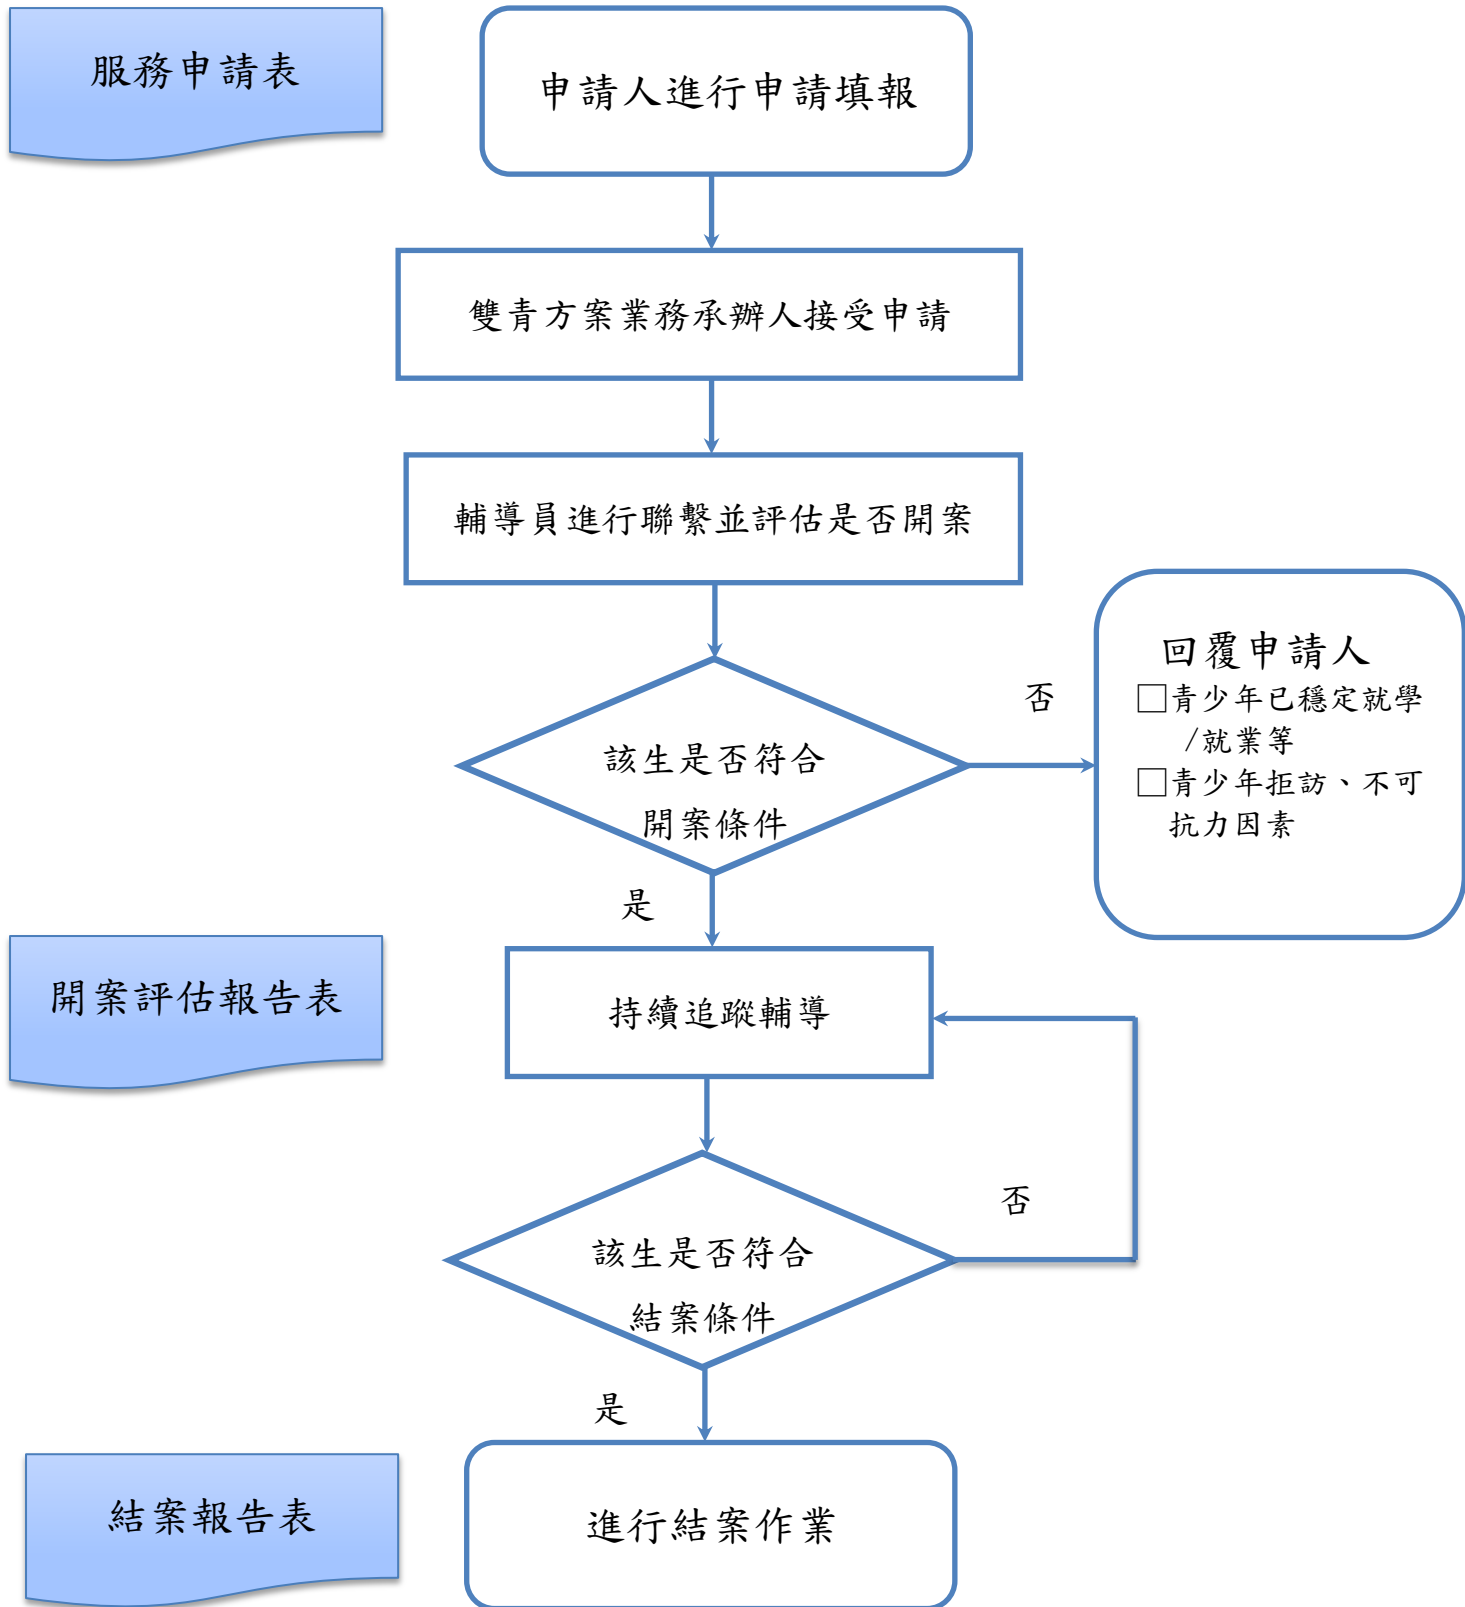 服務申請表
申請人進行申請填報
雙青方案業務承辦人接受申請
輔導員進行聯繫並評估是否開案
回覆申請人
□青少年已穩定就學
/就業等
□青少年拒訪、不可
抗力因素
否
該生是否符合
開案條件
是
開案評估報告表
持續追蹤輔導
否
該生是否符合
結案條件
是
結案報告表
進行結案作業